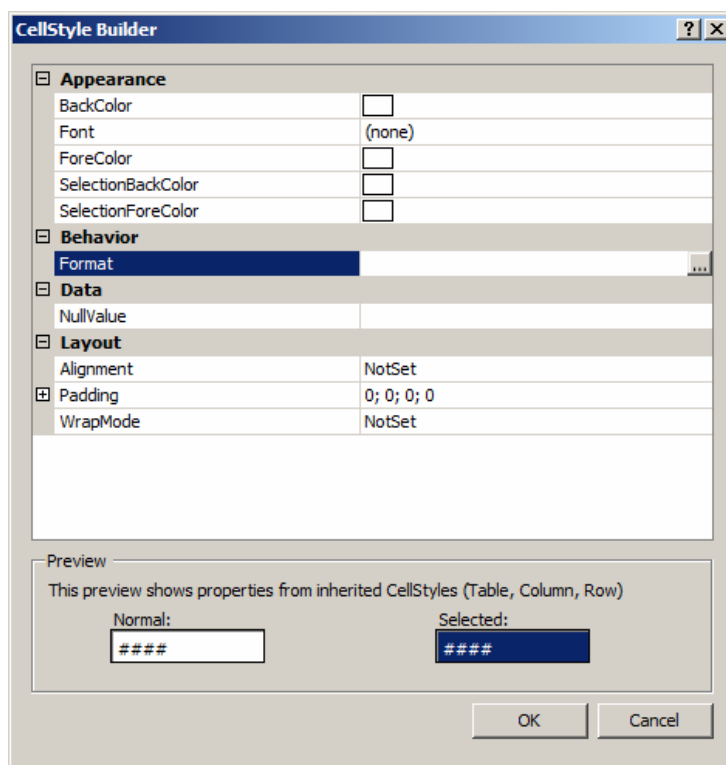 CellStyle Builder
Appearance
BackColor
Font (none)
ForeColor
SelectionBackColor
SelectionForeColor
Behavior
Format ...
Data
NullValue
Layout
Alignment NotSet
Padding 0; 0; 0; 0
WrapMode NotSet
Preview
This preview shows properties from inherited CellStyles (Table, Column, Row)
Normal: Selected:
#### ####
OK Cancel